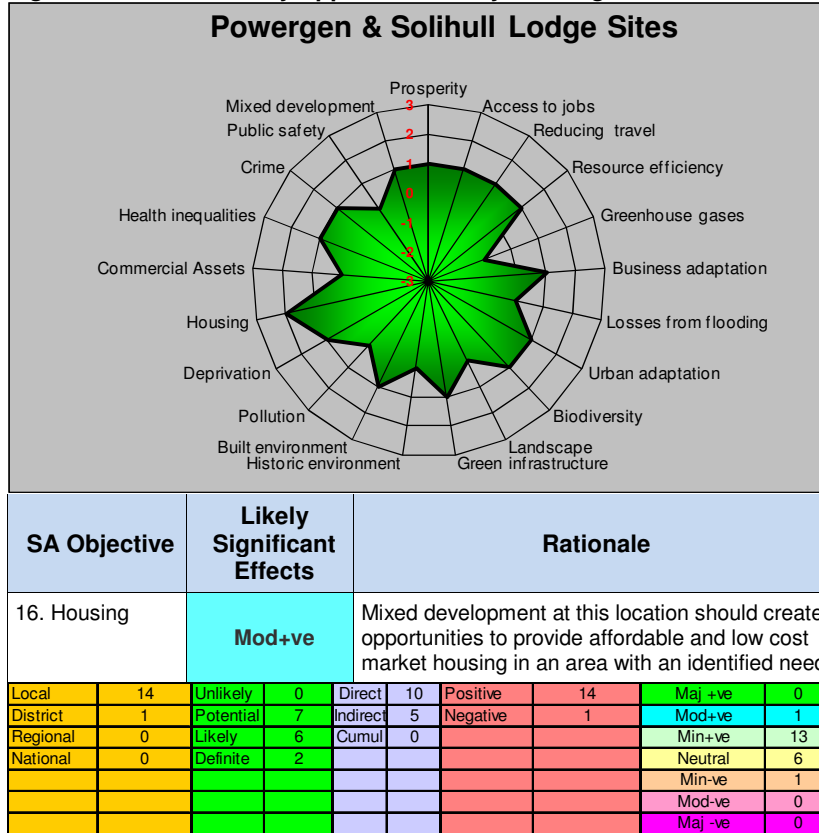 Powergen & Solihull Lodge Sites
Prosperity
Mixed development
3
Access to jobs
Public safety
2
Reducing travel
Crime
1
Resource efficiency
0
Health inequalities
Greenhouse gases
-1
Commercial Assets
-2
Business adaptation
-3
Housing
Losses from flooding
Deprivation
Urban adaptation
Pollution
Biodiversity
Built environment
Landscape
Historic environment
Green infrastructure
SA Objective
Likely Significant Effects
Rationale
16. Housing
Mod+ve
Mixed development at this location should create
opportunities to provide affordable and low cost
market housing in an area with an identified need
Local 14 Unlikely 0 Direct 10 Positive 14 Maj +ve 0
District 1 Potential 7 Indirect 5 Negative 1 Mod+ve 1
Regional 0 Likely 6 Cumul 0 Min+ve 13
National 0 Definite 2 Neutral 6
Min-ve 1
Mod-ve 0
Maj -ve 0